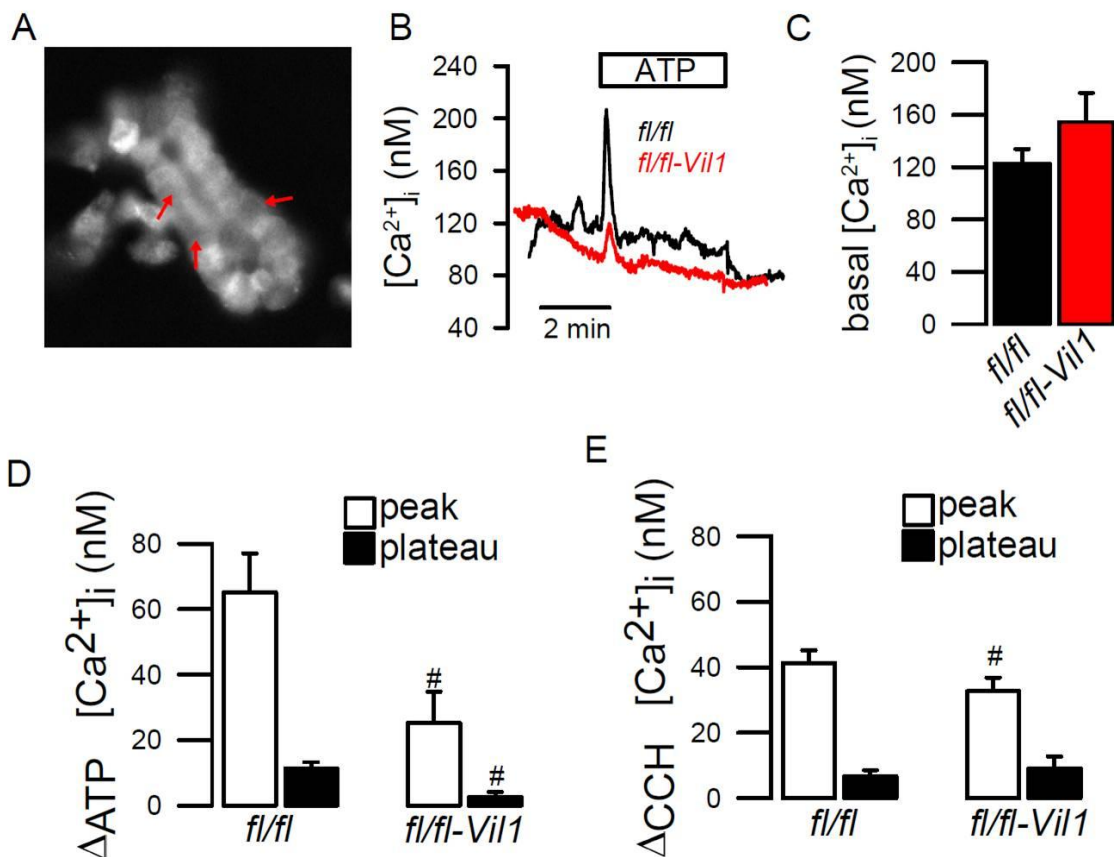 A
B
[Ca²⁺]ᵢ (nM)
240
200
160
120
80
40
ATP
fl/fl
fl/fl-Vil1
2 min
C
basal [Ca²⁺]ᵢ (nM)
200
160
120
80
40
0
fl/fl
fl/fl-Vil1
D
ΔATP [Ca²⁺]ᵢ (nM)
80
60
40
20
0
peak
plateau
#
#
fl/fl
fl/fl-Vil1
E
ΔCCH [Ca²⁺]ᵢ (nM)
80
60
40
20
0
peak
plateau
#
fl/fl
fl/fl-Vil1